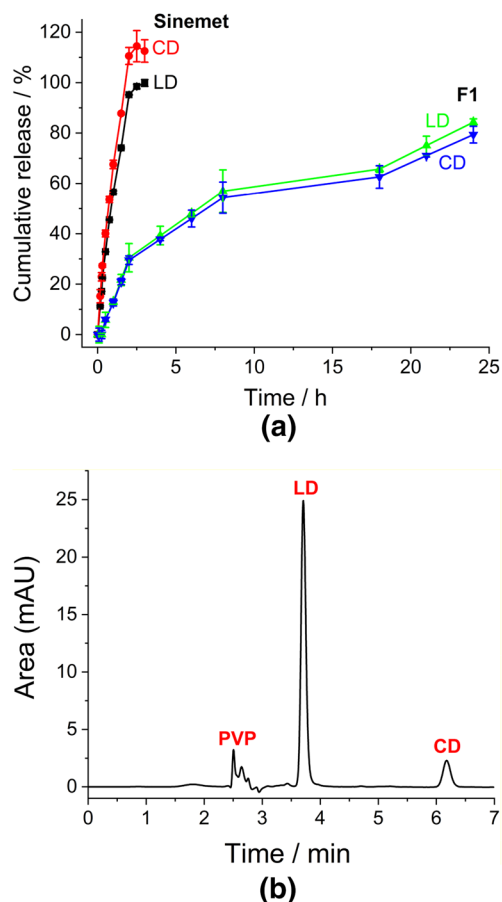 Sinemet
CD
LD
F1
LD
CD
120
100
80
60
40
20
0
Cumulative release / %
0 5 10 15 20 25
Time / h
(a)
LD
PVP
CD
25
20
15
10
5
0
Area (mAU)
0 1 2 3 4 5 6 7
Time / min
(b)